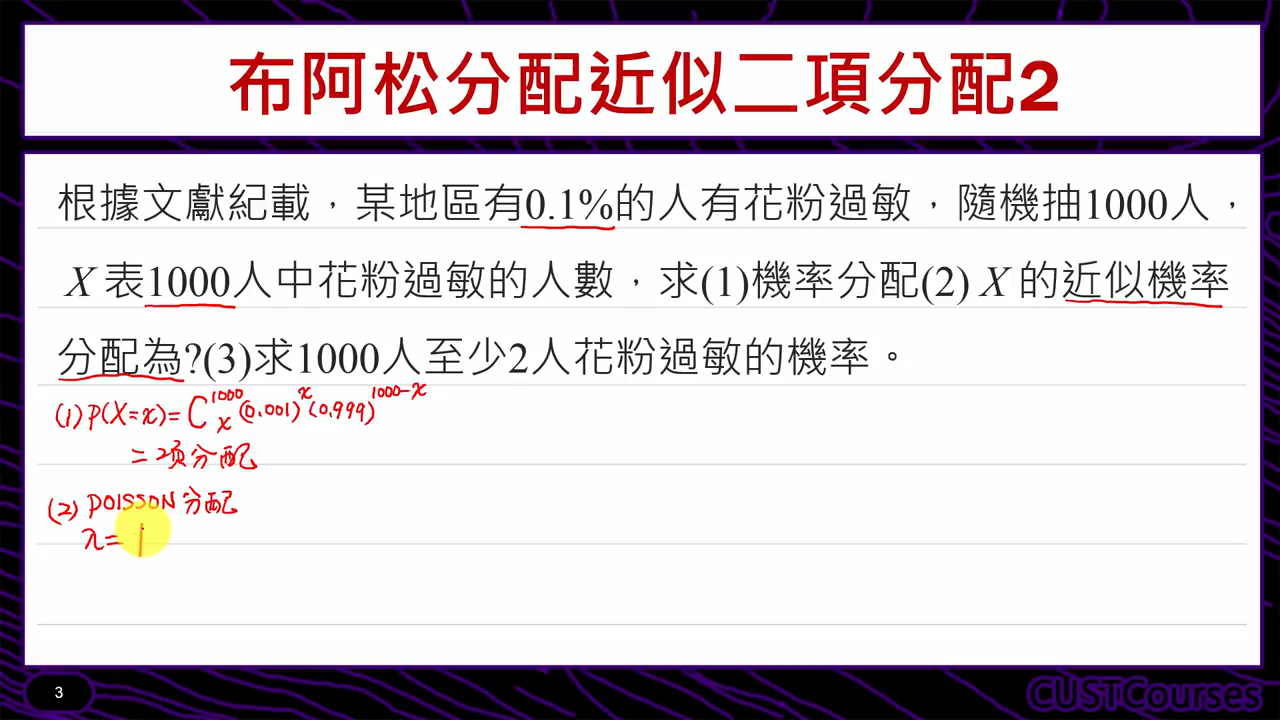 布阿松分配近似二項分配2
根據文獻紀載，某地區有0.1%的人有花粉過敏，隨機抽1000人，
X 表1000人中花粉過敏的人數，求(1)機率分配(2) X 的近似機率
分配為?(3)求1000人至少2人花粉過敏的機率。
(1) P(X=x)= C 1000 x (0.001)^x (0.999)^1000-x
= 二項分配
(2) POISSON 分配
λ= 1
3
CUSTCourses